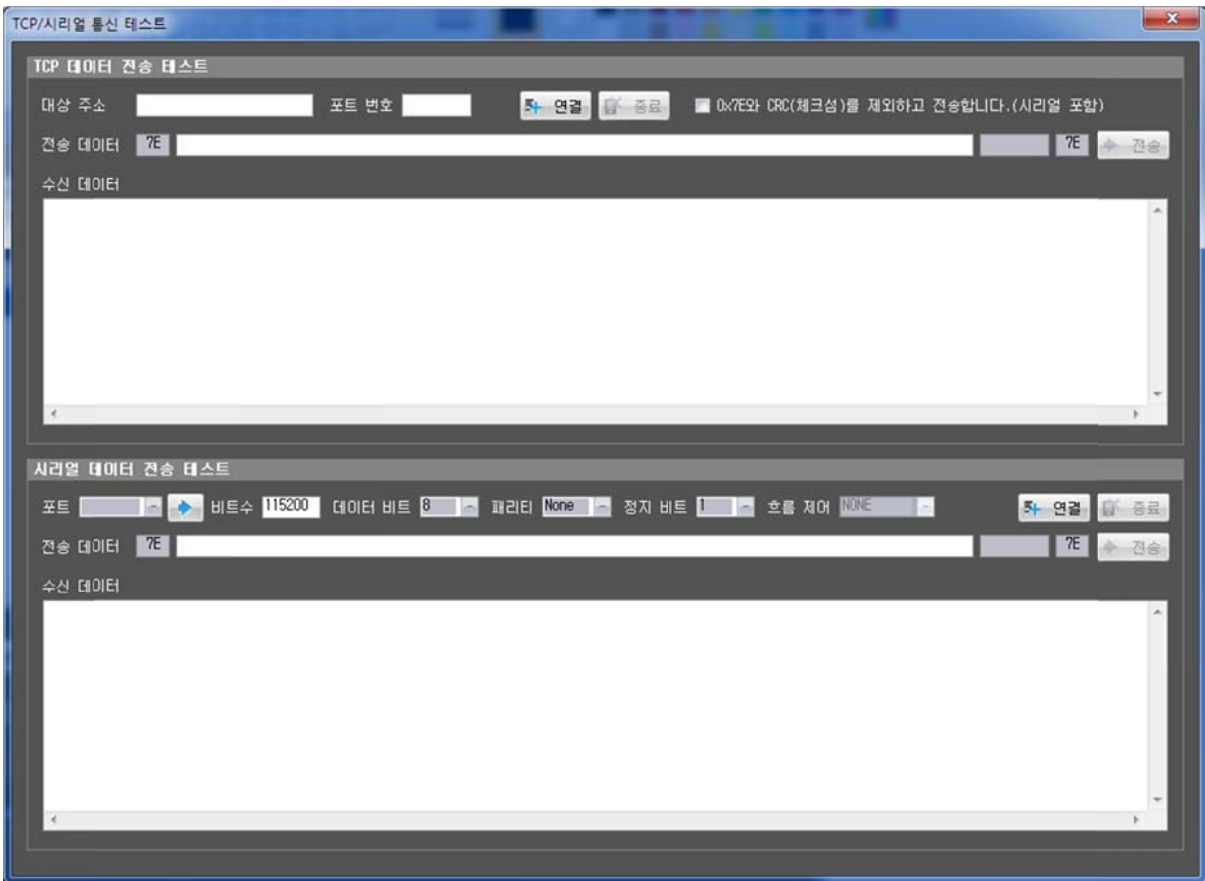 TCP/시리얼 통신 테스트
TCP 데이터 전송 테스트
대상 주소 포트 번호 연결 종료 0x7E와 CRC(체크섬)를 제외하고 전송합니다.(시리얼 포함)
전송 데이터 7E 7E 전송
수신 데이터
시리얼 데이터 전송 테스트
포트 비트수 115200 데이터 비트 8 패리티 None 정지 비트 1 흐름 제어 NONE 연결 종료
전송 데이터 7E 7E 전송
수신 데이터